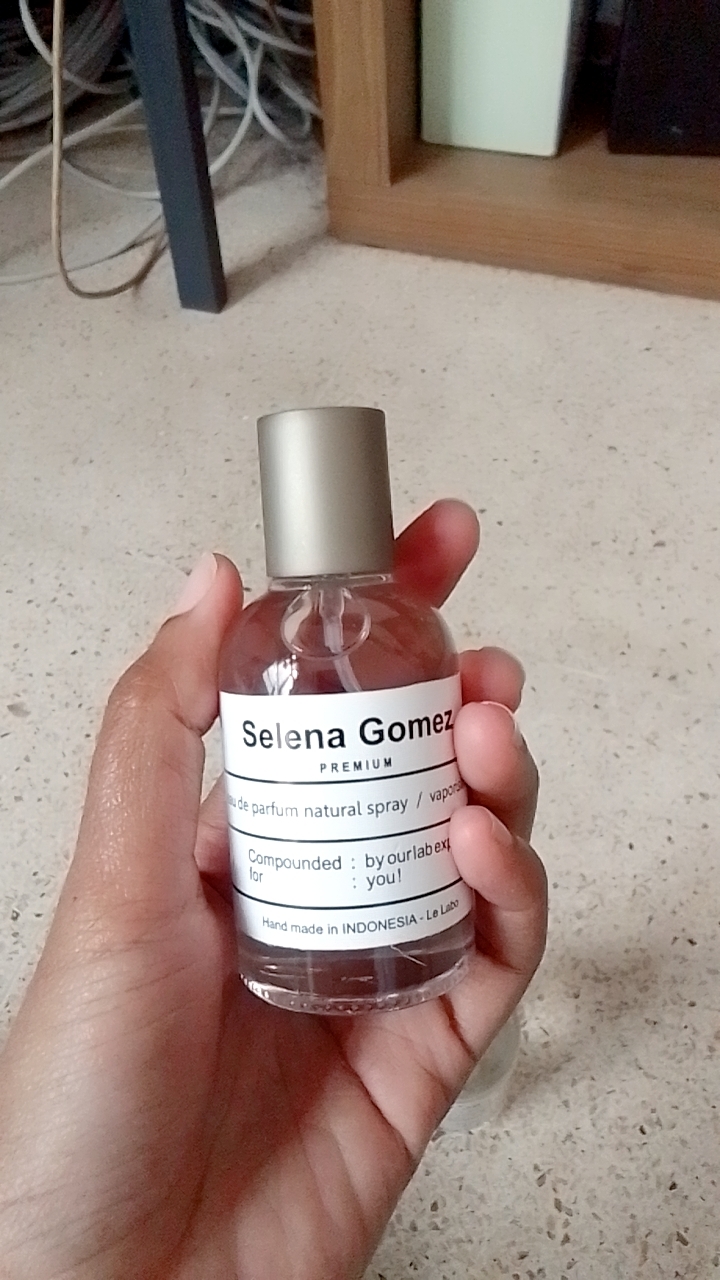 Selena Gomez
PREMIUM
de parfum natural spray /
Compounded : by our lab
for : you!
Hand made in INDONESIA - Le Labo